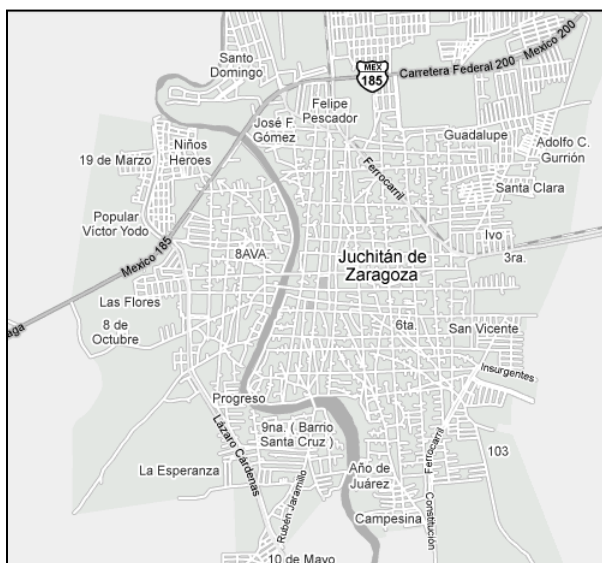 Santo
Domingo
MEX
185
Carretera Federal 200 - Mexico 200
José F.
Gómez
Felipe
Pescador
Guadalupe
Adolfo C.
Gurrión
Niños
Heroes
19 de Marzo
Ferrocarril
Santa Clara
Popular
Victor Yodo
Mexico 185
8AVA.
Juchitán de
Zaragoza
Ivo
3ra.
Las Flores
8 de
Octubre
6ta.
San Vicente
Insurgentes
Progreso
Lázaro Cárdenas
9na. ( Barrio
Santa Cruz )
Ferrocarril
103
La Esperanza
Rubén Jaramillo
Año de
Juárez
Constitución
Campesina
10 de Mayo